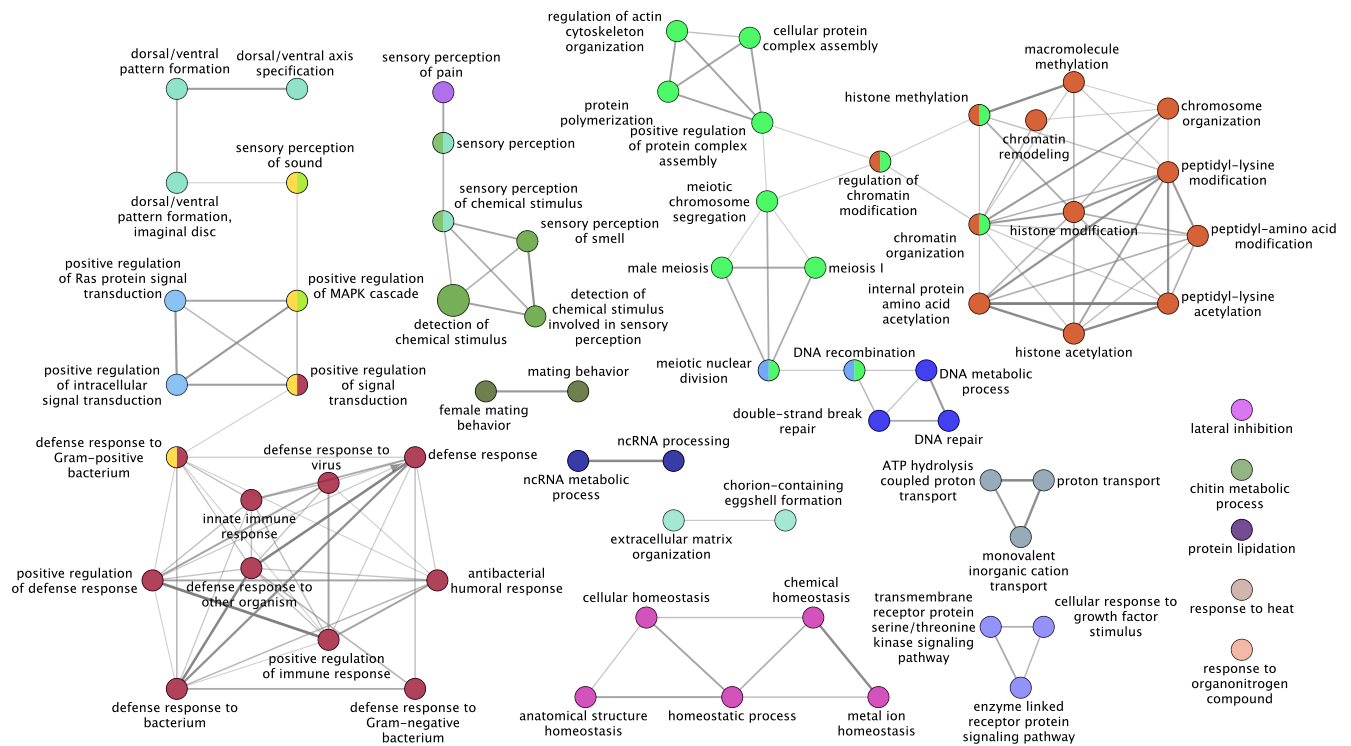 dorsal/ventral
pattern formation
dorsal/ventral axis
specification
sensory perception
of sound
dorsal/ventral
pattern formation,
imaginal disc
positive regulation
of Ras protein signal
transduction
positive regulation
of MAPK cascade
positive regulation
of intracellular
signal transduction
positive regulation
of signal
transduction
defense response to
Gram-positive
bacterium
defense response to
virus
defense response
innate immune
response
positive regulation
of defense response
defense response to
other organism
antibacterial
humoral response
positive regulation
of immune response
defense response to
bacterium
defense response to
Gram-negative
bacterium
sensory perception
of pain
sensory perception
sensory perception
of chemical stimulus
sensory perception
of smell
detection of
chemical stimulus
detection of
chemical stimulus
involved in sensory
perception
mating behavior
female mating
behavior
ncRNA processing
ncRNA metabolic
process
chorion-containing
eggshell formation
extracellular matrix
organization
cellular homeostasis
chemical
homeostasis
anatomical structure
homeostasis
homeostatic process
metal ion
homeostasis
regulation of actin
cytoskeleton
organization
cellular protein
complex assembly
protein
polymerization
positive regulation
of protein complex
assembly
meiotic
chromosome
segregation
male meiosis
meiosis I
meiotic nuclear
division
DNA recombination
DNA metabolic
process
double-strand break
repair
DNA repair
regulation of
chromatin
modification
macromolecule
methylation
histone methylation
chromatin
remodeling
chromosome
organization
peptidyl-lysine
modification
histone modification
chromatin
organization
peptidyl-amino acid
modification
internal protein
amino acid
acetylation
peptidyl-lysine
acetylation
histone acetylation
ATP hydrolysis
coupled proton
transport
proton transport
monovalent
inorganic cation
transport
transmembrane
receptor protein
serine/threonine
kinase signaling
pathway
cellular response to
growth factor
stimulus
enzyme linked
receptor protein
signaling pathway
lateral inhibition
chitin metabolic
process
protein lipidation
response to heat
response to
organonitrogen
compound